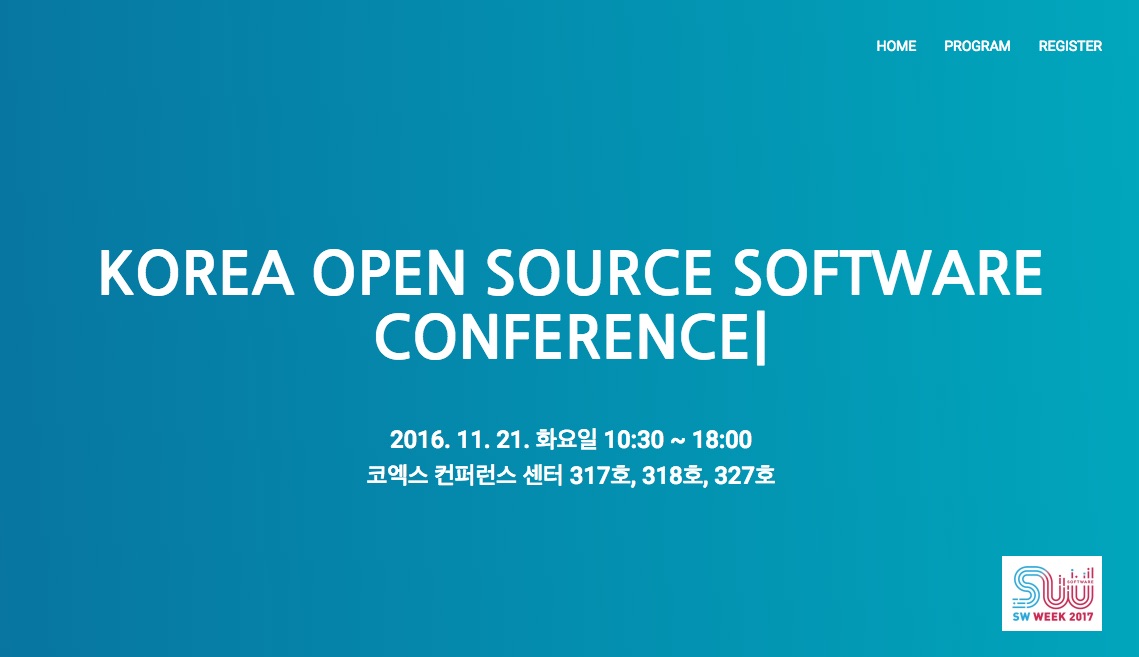 HOME PROGRAM REGISTER
KOREA OPEN SOURCE SOFTWARE
CONFERENCE|
2016. 11. 21. 화요일 10:30 ~ 18:00
코엑스 컨퍼런스 센터 317호, 318호, 327호
SOFTWARE
SW WEEK 2017